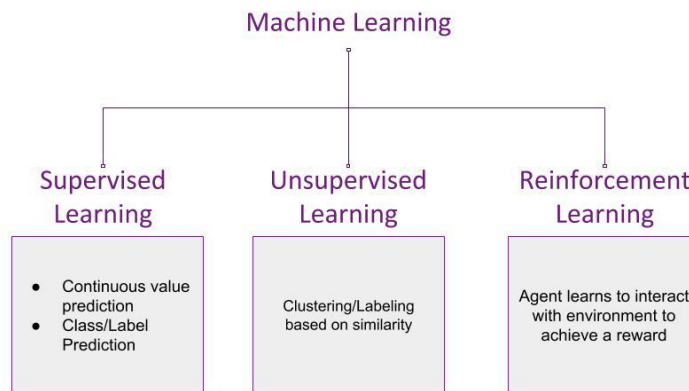 Machine Learning
Supervised
Learning
Unsupervised
Learning
Reinforcement
Learning
● Continuous value
prediction
● Class/Label
Prediction
Clustering/Labeling
based on similarity
Agent learns to interact
with environment to
achieve a reward